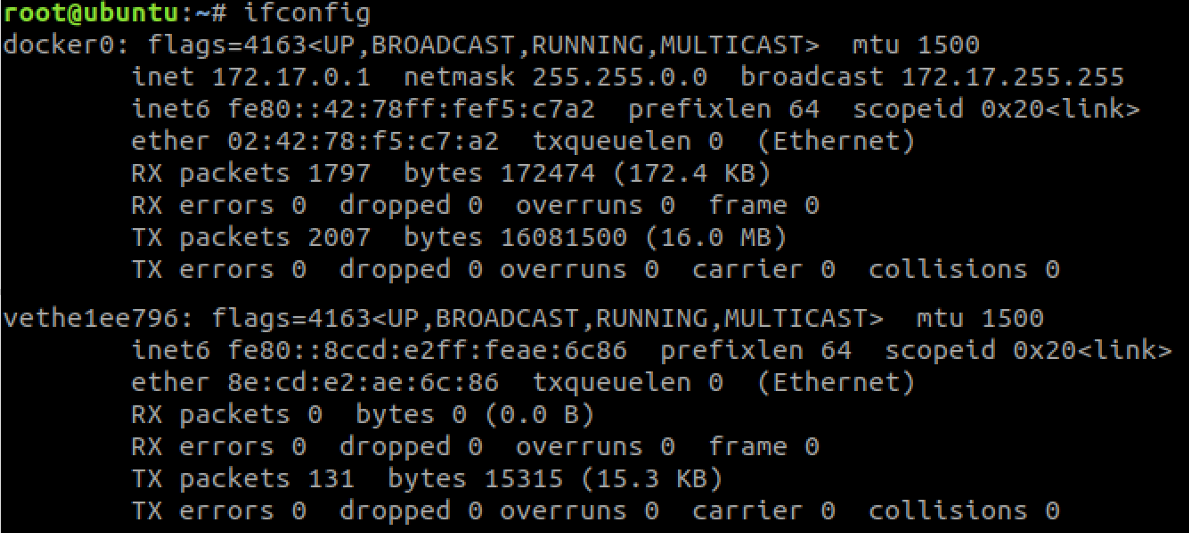 root@ubuntu:~# ifconfig
docker0: flags=4163<UP,BROADCAST,RUNNING,MULTICAST>  mtu 1500
        inet 172.17.0.1  netmask 255.255.0.0  broadcast 172.17.255.255
        inet6 fe80::42:78ff:fef5:c7a2  prefixlen 64  scopeid 0x20<link>
        ether 02:42:78:f5:c7:a2  txqueuelen 0  (Ethernet)
        RX packets 1797  bytes 172474 (172.4 KB)
        RX errors 0  dropped 0  overruns 0  frame 0
        TX packets 2007  bytes 16081500 (16.0 MB)
        TX errors 0  dropped 0 overruns 0  carrier 0  collisions 0
vethe1ee796: flags=4163<UP,BROADCAST,RUNNING,MULTICAST>  mtu 1500
        inet6 fe80::8ccd:e2ff:feae:6c86  prefixlen 64  scopeid 0x20<link>
        ether 8e:cd:e2:ae:6c:86  txqueuelen 0  (Ethernet)
        RX packets 0  bytes 0 (0.0 B)
        RX errors 0  dropped 0  overruns 0  frame 0
        TX packets 131  bytes 15315 (15.3 KB)
        TX errors 0  dropped 0 overruns 0  carrier 0  collisions 0